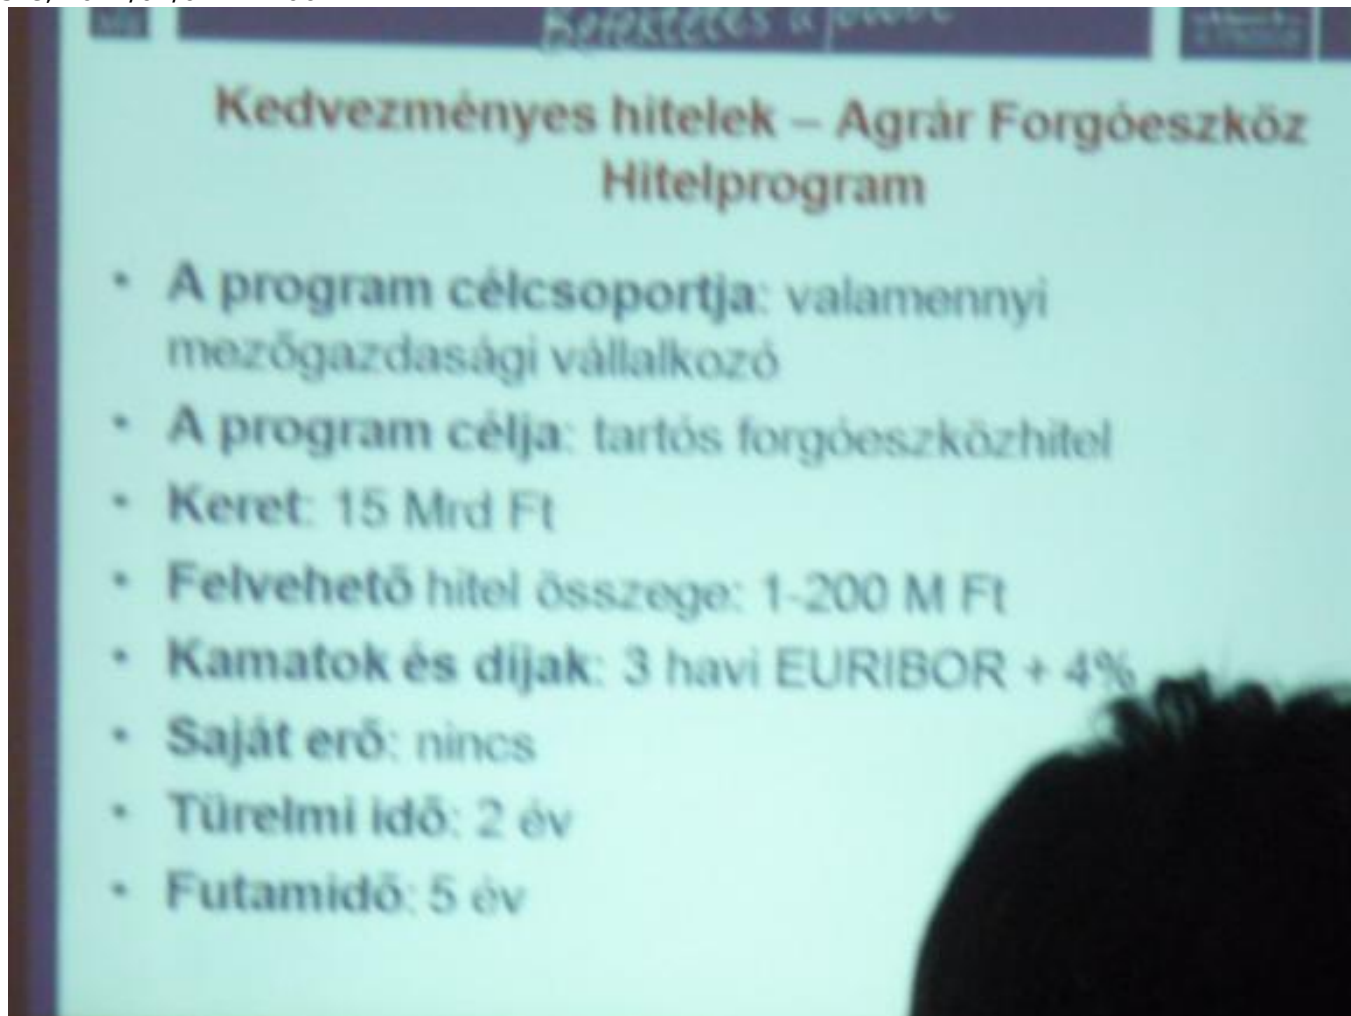 Befektetés a jövőbe
Kedvezményes hitelek – Agrár Forgóeszköz
Hitelprogram
• A program célcsoportja: valamennyi
mezőgazdasági vállalkozó
• A program célja: tartós forgóeszközhitel
• Keret: 15 Mrd Ft
• Felvehető hitel összege: 1-200 M Ft
• Kamatok és díjak: 3 havi EURIBOR + 4%
• Saját erő: nincs
• Türelmi idő: 2 év
• Futamidő: 5 év